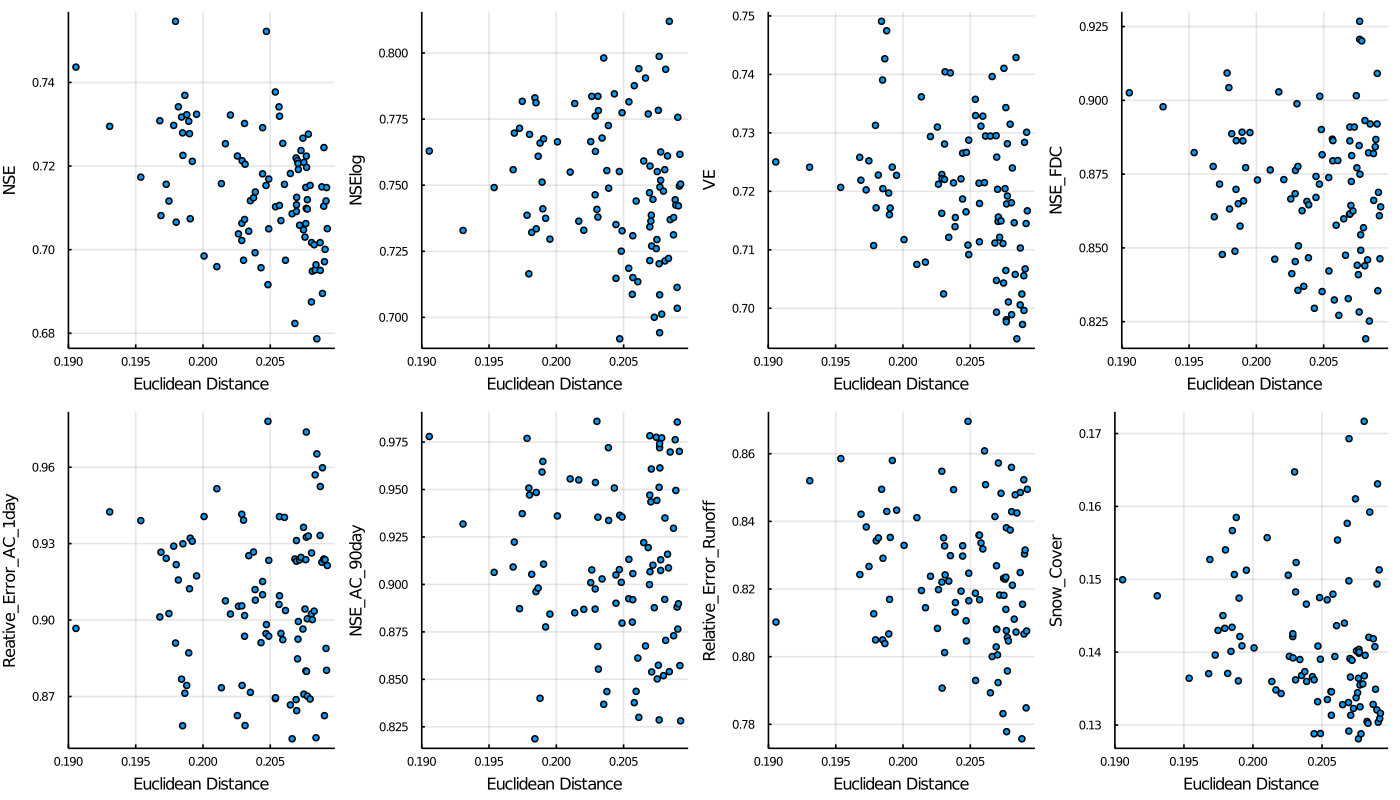 NSE
0.74
0.72
0.70
0.68
0.190 0.195 0.200 0.205
Euclidean Distance
NSElog
0.800
0.775
0.750
0.725
0.700
0.190 0.195 0.200 0.205
Euclidean Distance
VE
0.75
0.74
0.73
0.72
0.71
0.70
0.190 0.195 0.200 0.205
Euclidean Distance
NSE_FDC
0.925
0.900
0.875
0.850
0.825
0.190 0.195 0.200 0.205
Euclidean Distance
Relative_Error_AC_1day
0.96
0.93
0.90
0.87
0.190 0.195 0.200 0.205
Euclidean Distance
NSE_AC_90day
0.975
0.950
0.925
0.900
0.875
0.850
0.825
0.190 0.195 0.200 0.205
Euclidean Distance
Relative_Error_Runoff
0.86
0.84
0.82
0.80
0.78
0.190 0.195 0.200 0.205
Euclidean Distance
Snow_Cover
0.17
0.16
0.15
0.14
0.13
0.190 0.195 0.200 0.205
Euclidean Distance